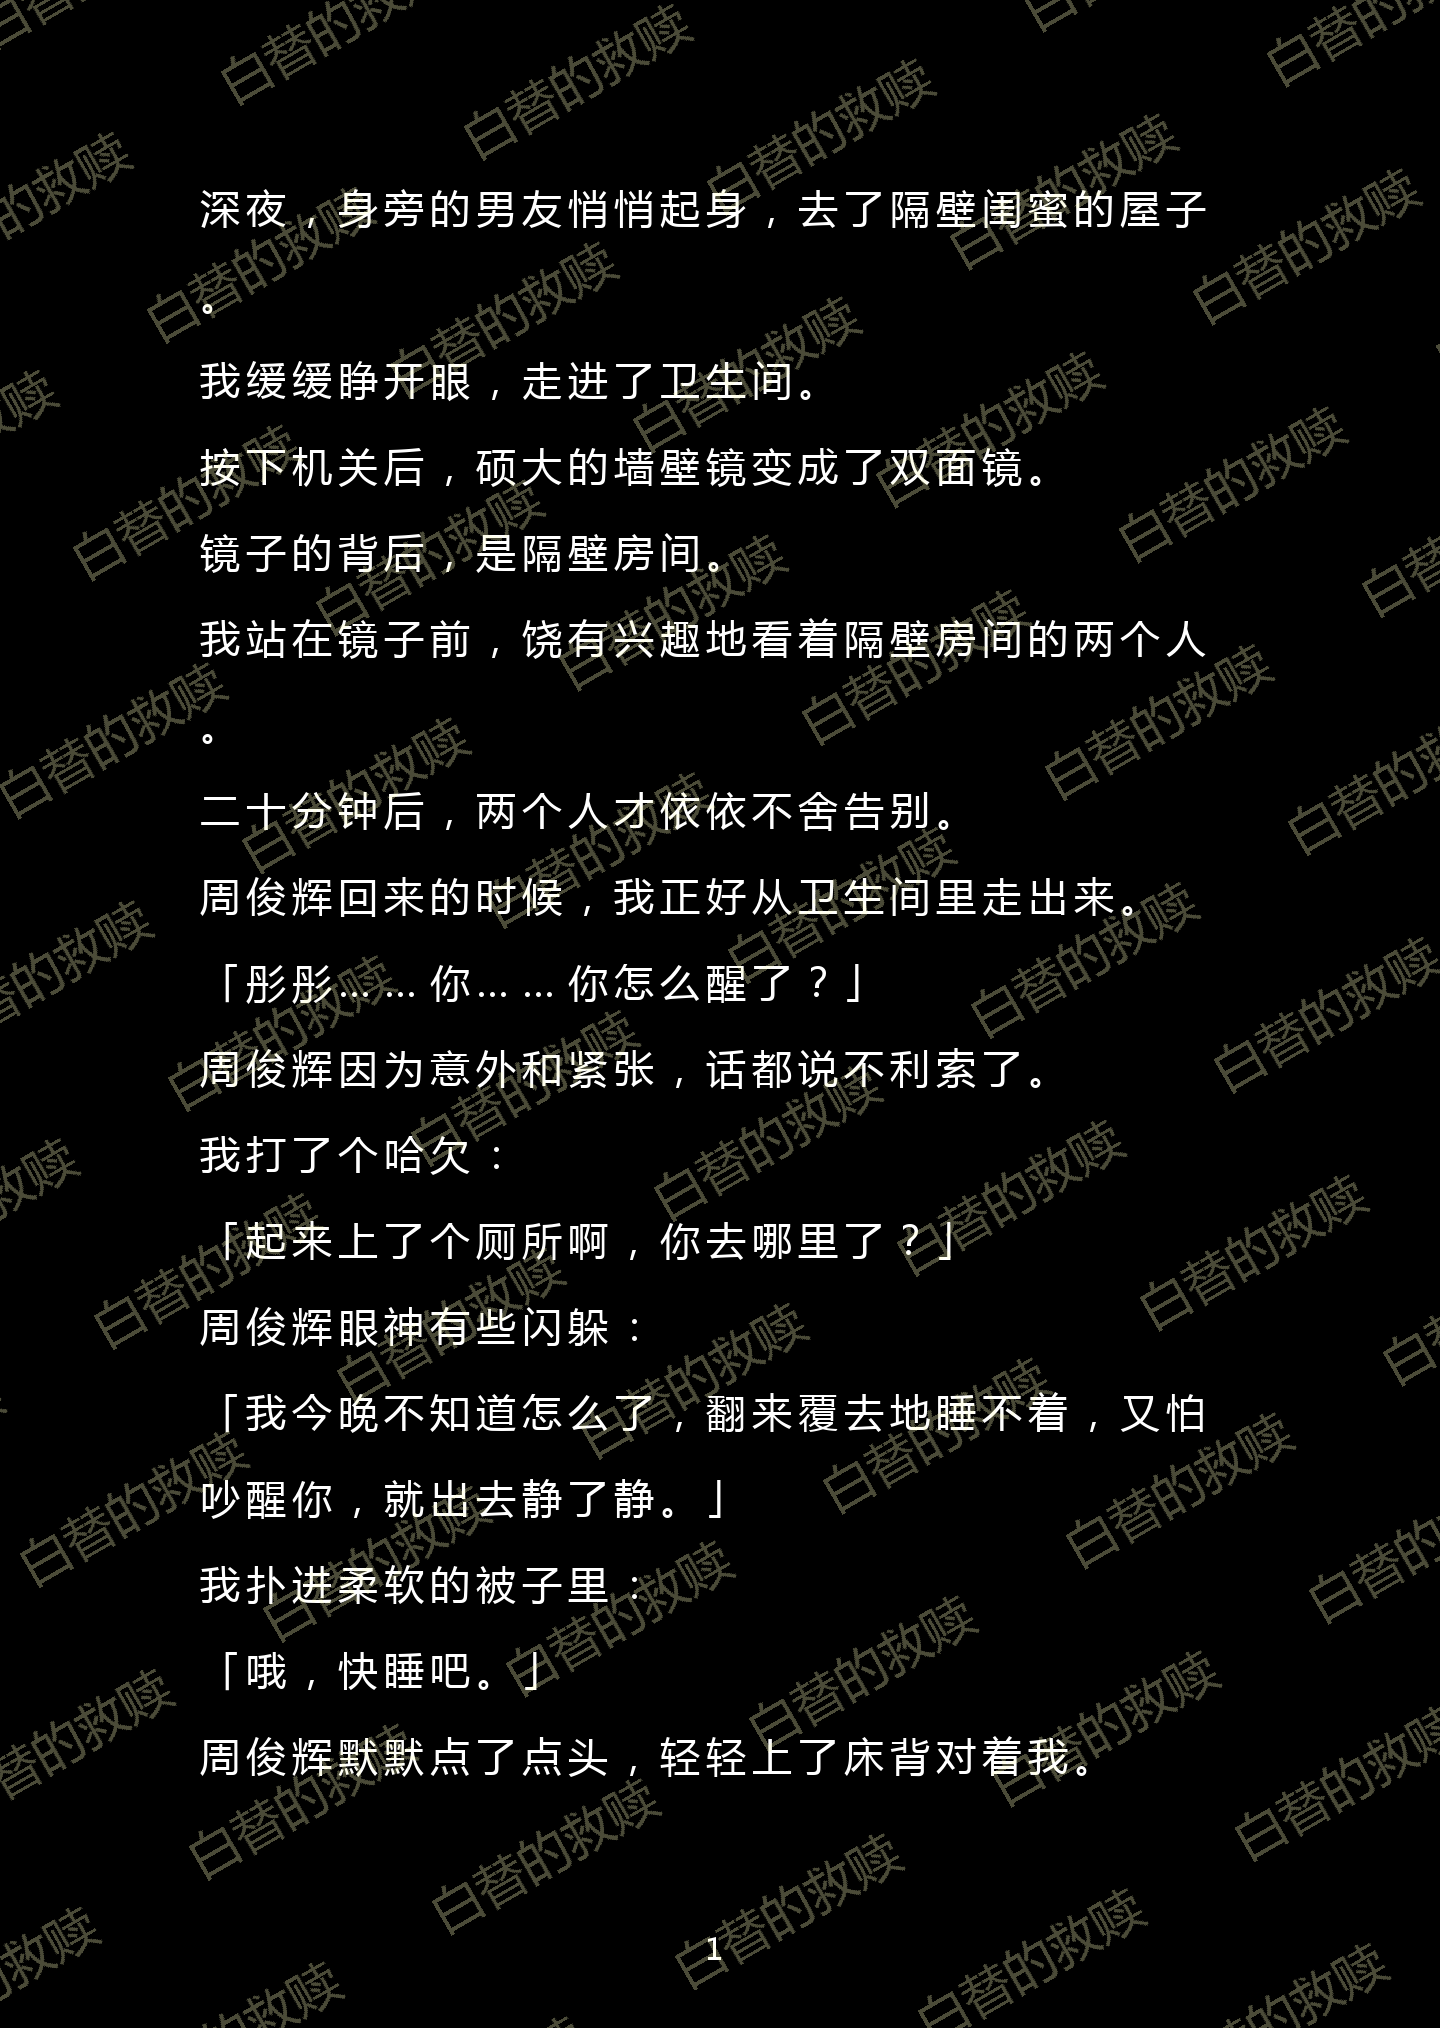 深夜，身旁的男友悄悄起身，去了隔壁闺蜜的屋子
。
我缓缓睁开眼，走进了卫生间。
按下机关后，硕大的墙壁镜变成了双面镜。
镜子的背后，是隔壁房间。
我站在镜子前，饶有兴趣地看着隔壁房间的两个人
。
二十分钟后，两个人才依依不舍告别。
周俊辉回来的时候，我正好从卫生间里走出来。
「彤彤……你……你怎么醒了？」
周俊辉因为意外和紧张，话都说不利索了。
我打了个哈欠：
「起来上了个厕所啊，你去哪里了？」
周俊辉眼神有些闪躲：
「我今晚不知道怎么了，翻来覆去地睡不着，又怕
吵醒你，就出去静了静。」
我扑进柔软的被子里：
「哦，快睡吧。」
周俊辉默默点了点头，轻轻上了床背对着我。
1
白替的救赎